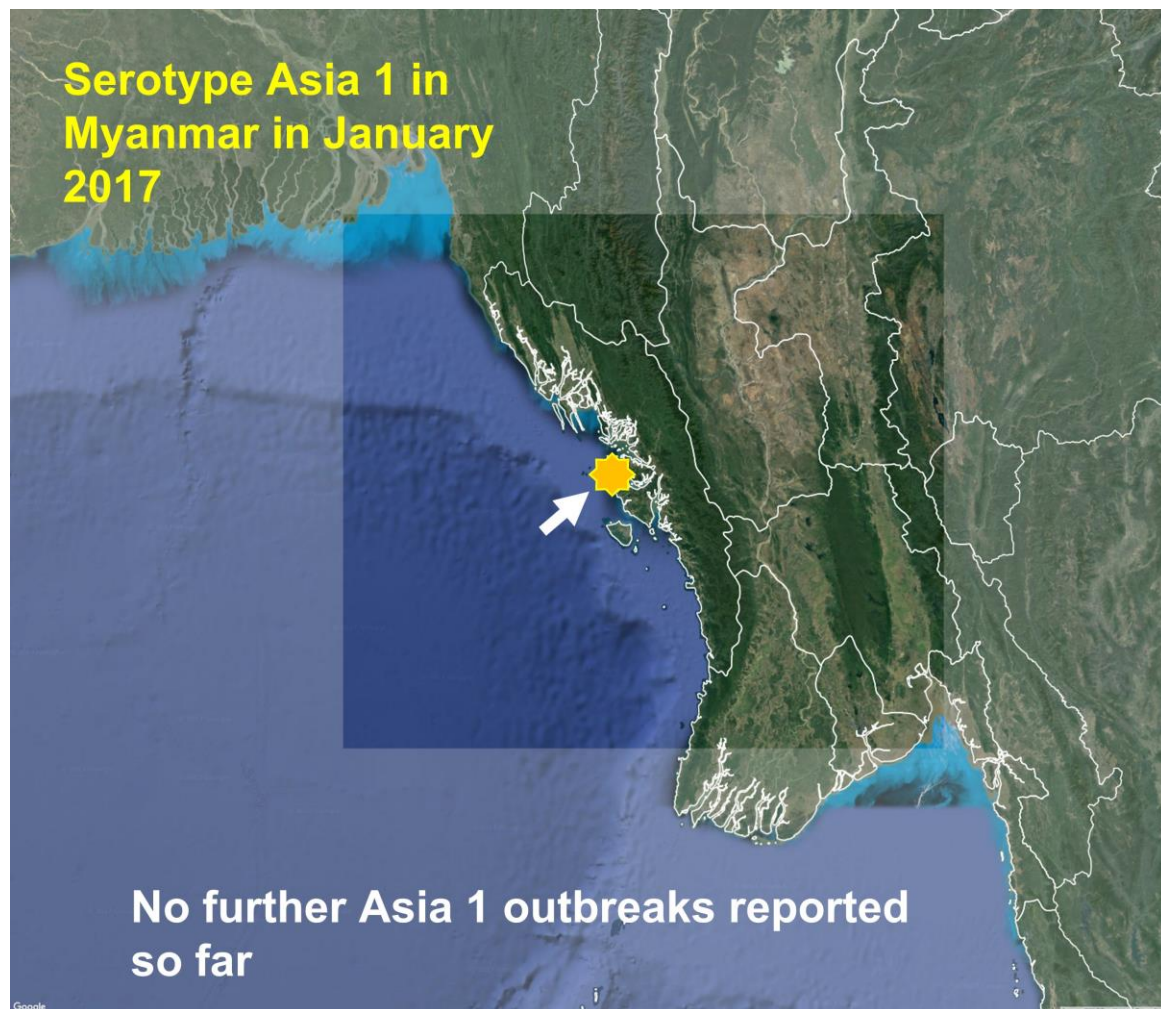 Serotype Asia 1 in
Myanmar in January
2017
No further Asia 1 outbreaks reported
so far
Google